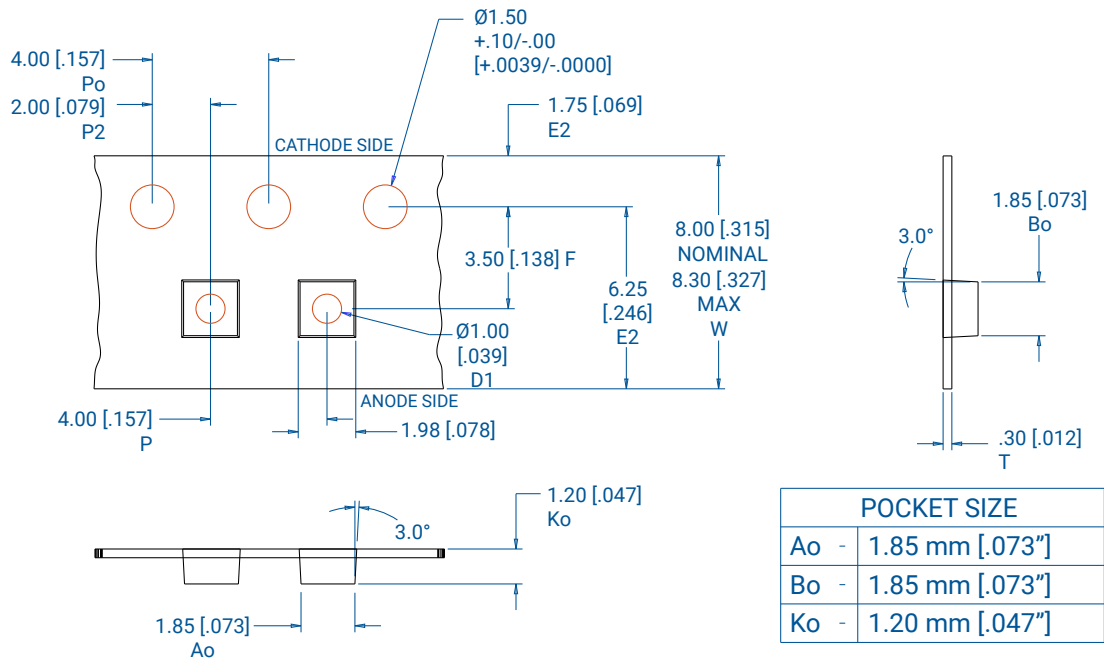 Ø1.50
+.10/-.00
[+.0039/-.0000]
4.00 [.157]
Po
2.00 [.079]
P2
1.75 [.069]
E2
CATHODE SIDE
3.50 [.138] F
8.00 [.315]
NOMINAL
8.30 [.327]
MAX
W
6.25
[.246]
E2
Ø1.00
[.039]
D1
ANODE SIDE
4.00 [.157]
P
1.98 [.078]
1.85 [.073]
Bo
3.0°
.30 [.012]
T
1.20 [.047]
Ko
3.0°
1.85 [.073]
Ao
POCKET SIZE
Ao - 1.85 mm [.073”]
Bo - 1.85 mm [.073”]
Ko - 1.20 mm [.047”]